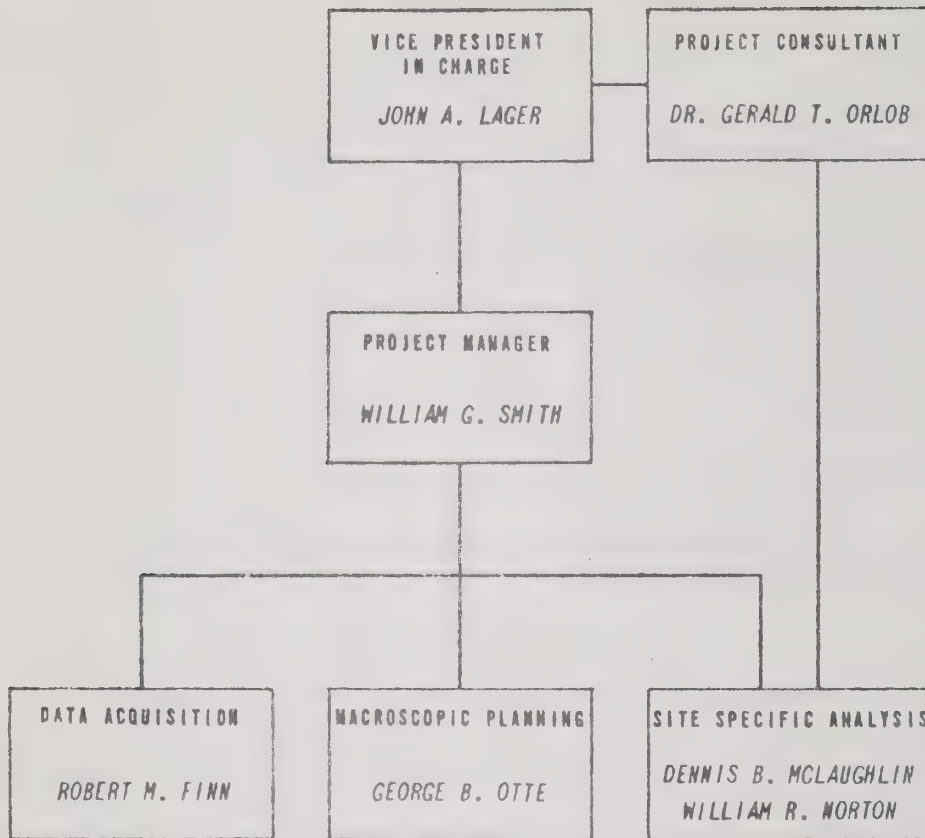 VICE PRESIDENT
IN CHARGE
JOHN A. LAGER
PROJECT CONSULTANT
DR. GERALD T. ORLOB
PROJECT MANAGER
WILLIAM G. SMITH
DATA ACQUISITION
ROBERT M. FINN
MACROSCOPIC PLANNING
GEORGE B. OTTE
SITE SPECIFIC ANALYSIS
DENNIS B. MCLAUGHLIN
WILLIAM R. NORTON